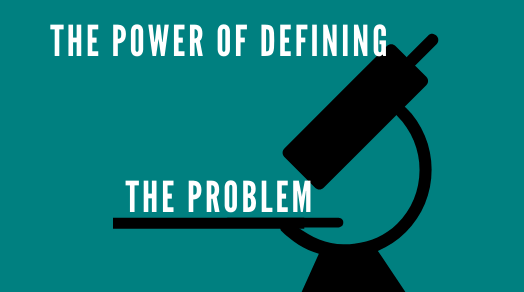 THE POWER OF DEFINING
THE PROBLEM